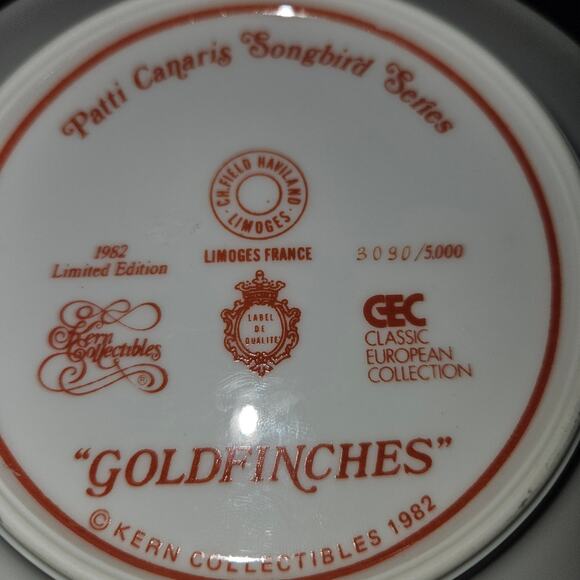 Patti Canaris Songbird Series
CH. FIELD HAVILAND
LIMOGES
LIMOGES FRANCE
1982
Limited Edition
3090/5,000
Kern
Collectibles
®
LABEL
DE
QUALITÉ
CEC
CLASSIC
EUROPEAN
COLLECTION
"GOLDFINCHES"
© KERN COLLECTIBLES 1982